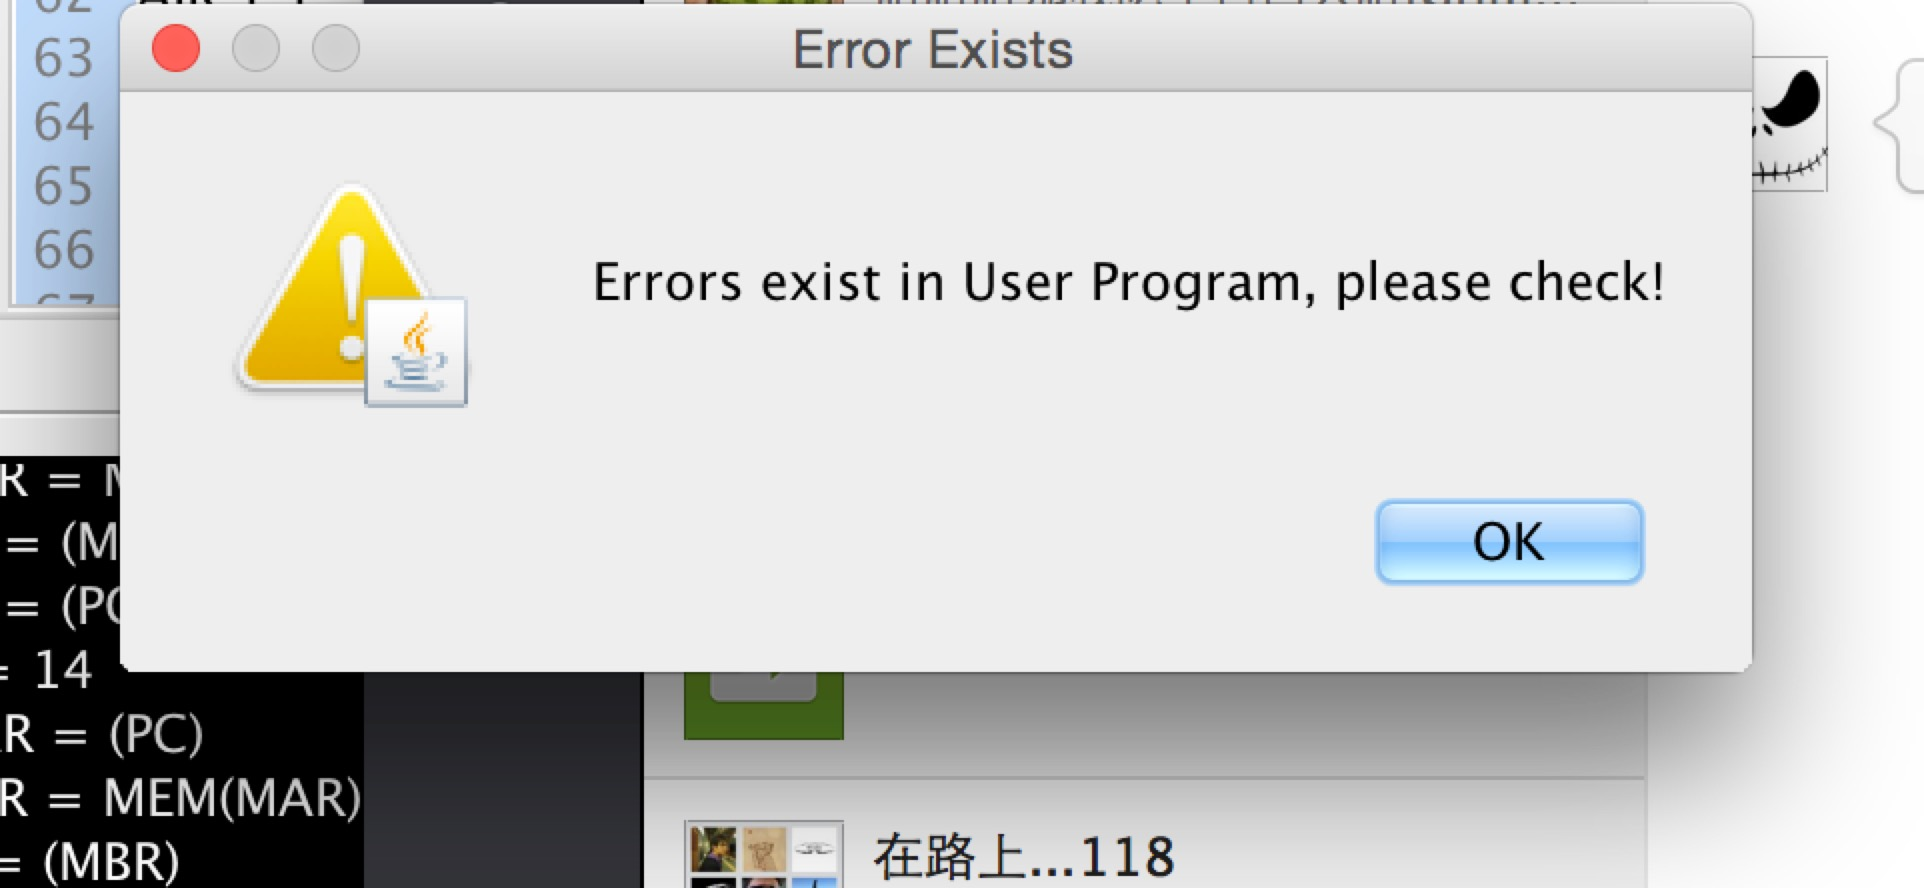 Error Exists
63
64
65
66
Errors exist in User Program, please check!
OK
R = M
= (M
= (PC
= 14
R = (PC)
R = MEM(MAR)
= (MBR)
在路上...118